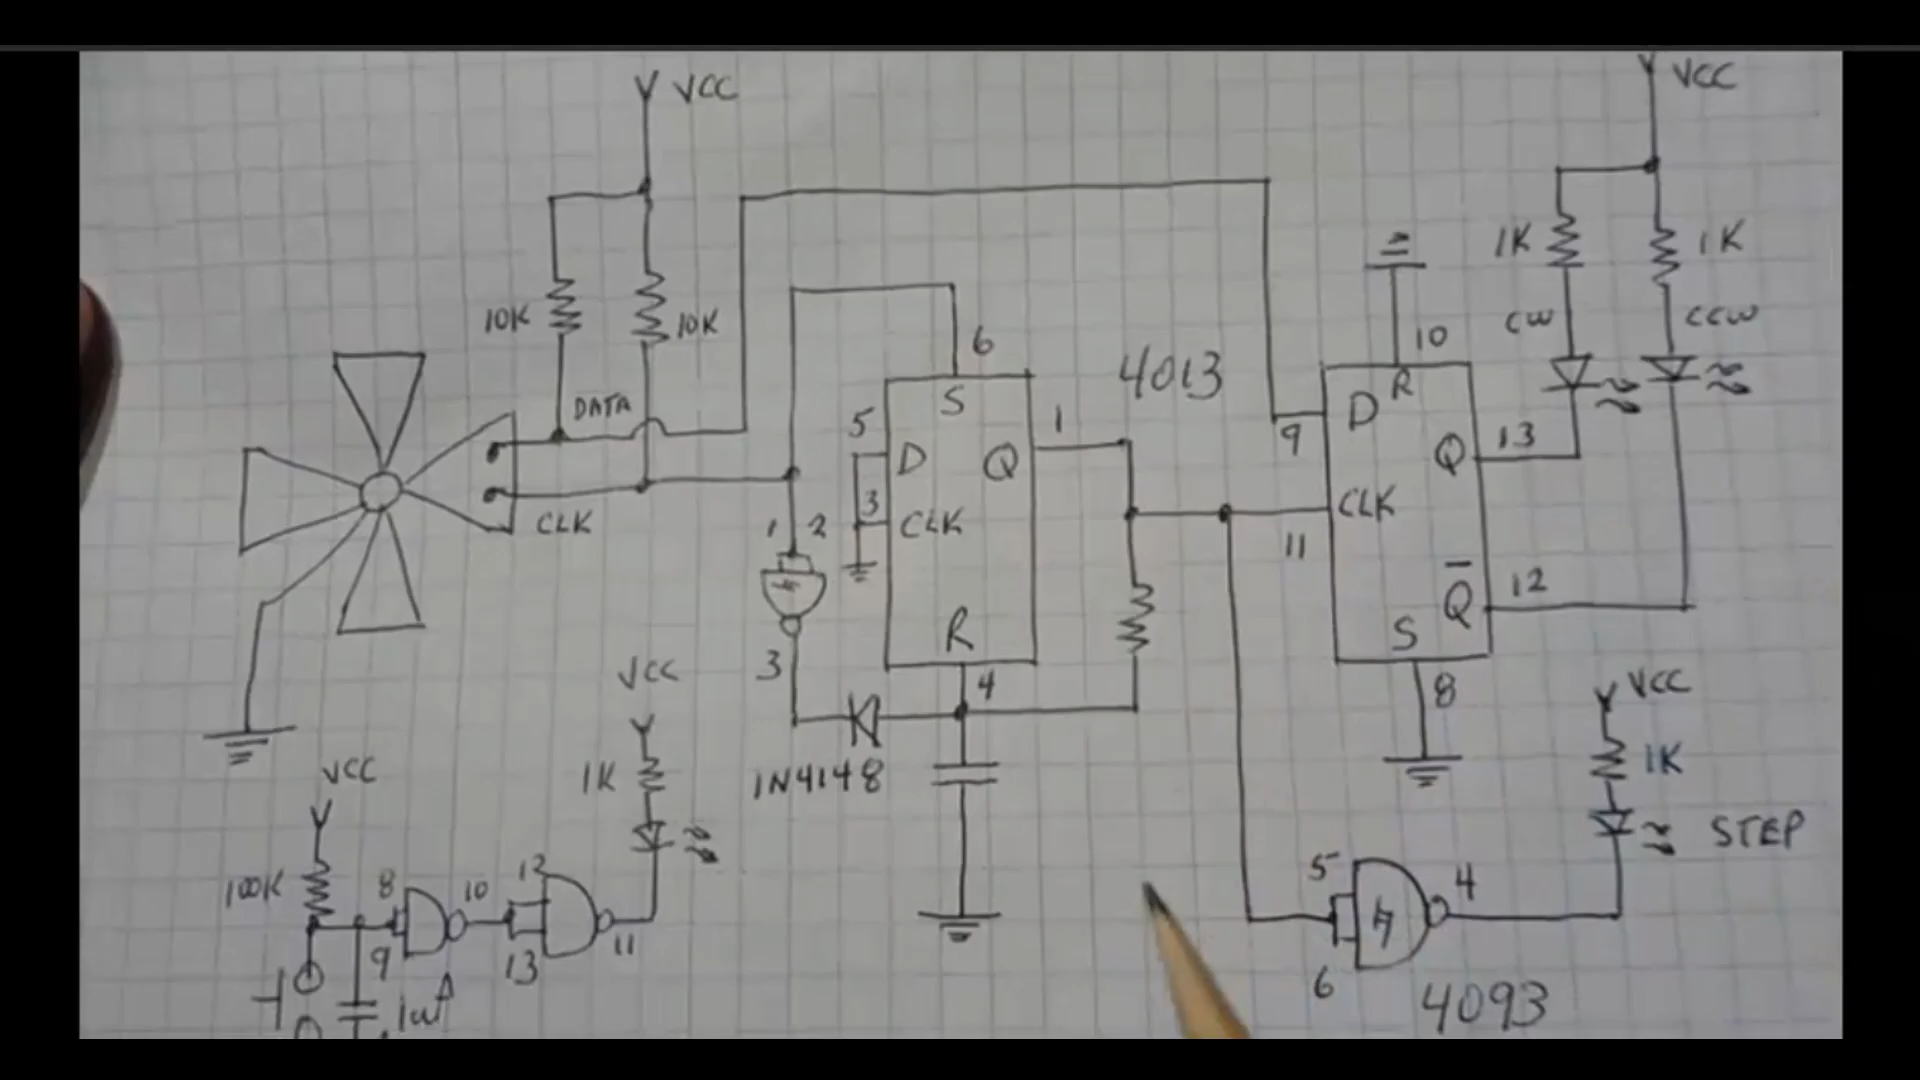 VCC
VCC
1K
1K
10K
10K
CW
CCW
10
6
4013
DATA
5
S
1
R
D
9
D
Q
13
Q
3
CLK
CLK
CLK
1 2
11
Q
12
R
S
3
4
8
VCC
VCC
1K
1N4148
1K
VCC
STEP
100K
8
10
12
5
4
9
13
11
6
.1uf
4093